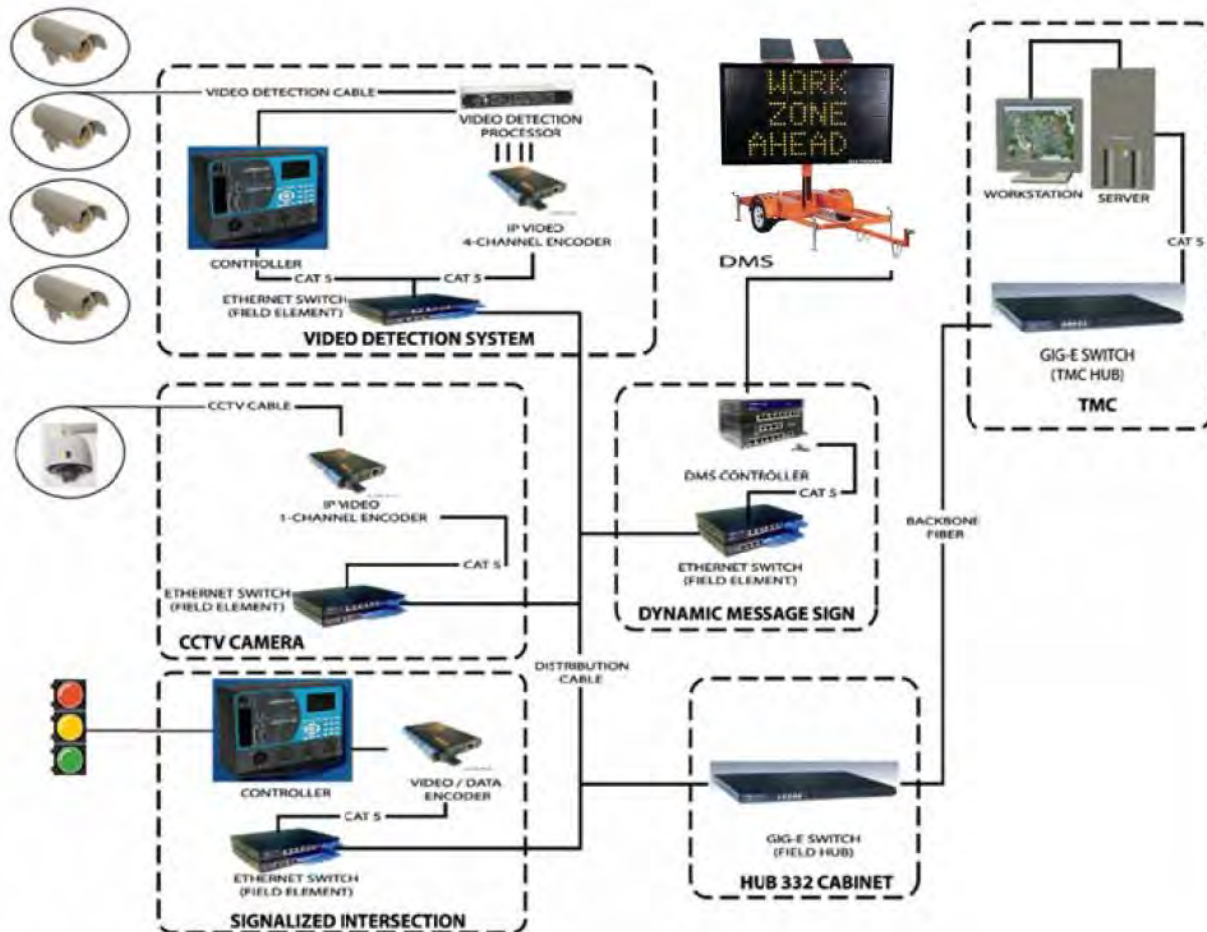 VIDEO DETECTION CABLE
VIDEO DETECTION
PROCESSOR
IP VIDEO
4-CHANNEL ENCODER
CONTROLLER
CAT 5
CAT 5
ETHERNET SWITCH
(FIELD ELEMENT)
VIDEO DETECTION SYSTEM
WORK
ZONE
AHEAD
DMS
WORKSTATION
SERVER
CAT 5
GIG-E SWITCH
(TMC HUB)
TMC
CCTV CABLE
IP VIDEO
1-CHANNEL ENCODER
CAT 5
ETHERNET SWITCH
(FIELD ELEMENT)
CCTV CAMERA
DMS CONTROLLER
CAT 5
ETHERNET SWITCH
(FIELD ELEMENT)
DYNAMIC MESSAGE SIGN
BACKBONE
FIBER
DISTRIBUTION
CABLE
CONTROLLER
VIDEO / DATA
ENCODER
CAT 5
ETHERNET SWITCH
(FIELD ELEMENT)
SIGNALIZED INTERSECTION
GIG-E SWITCH
(FIELD HUB)
HUB 332 CABINET